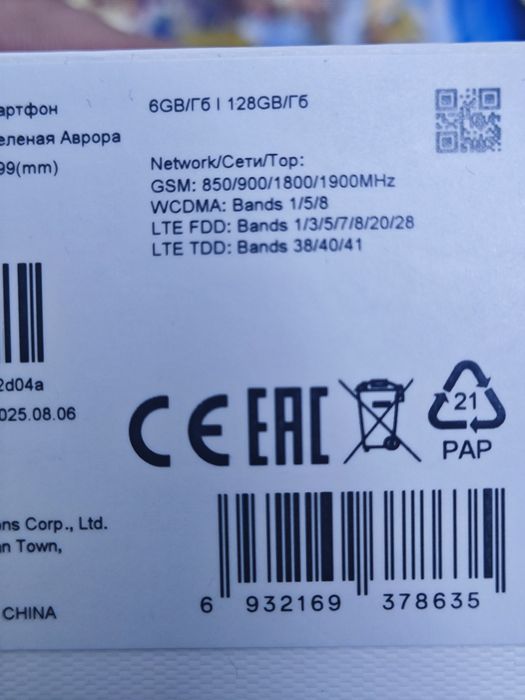 артфон
6GB/Гб | 128GB/Гб
еленая Аврора
99(mm)
Network/Сети/Тор:
GSM: 850/900/1800/1900MHz
WCDMA: Bands 1/5/8
LTE FDD: Bands 1/3/5/7/8/20/28
LTE TDD: Bands 38/40/41
2d04a
025.08.06
CE EAC
21
PAP
ons Corp., Ltd.
an Town,
CHINA
6 932169 378635